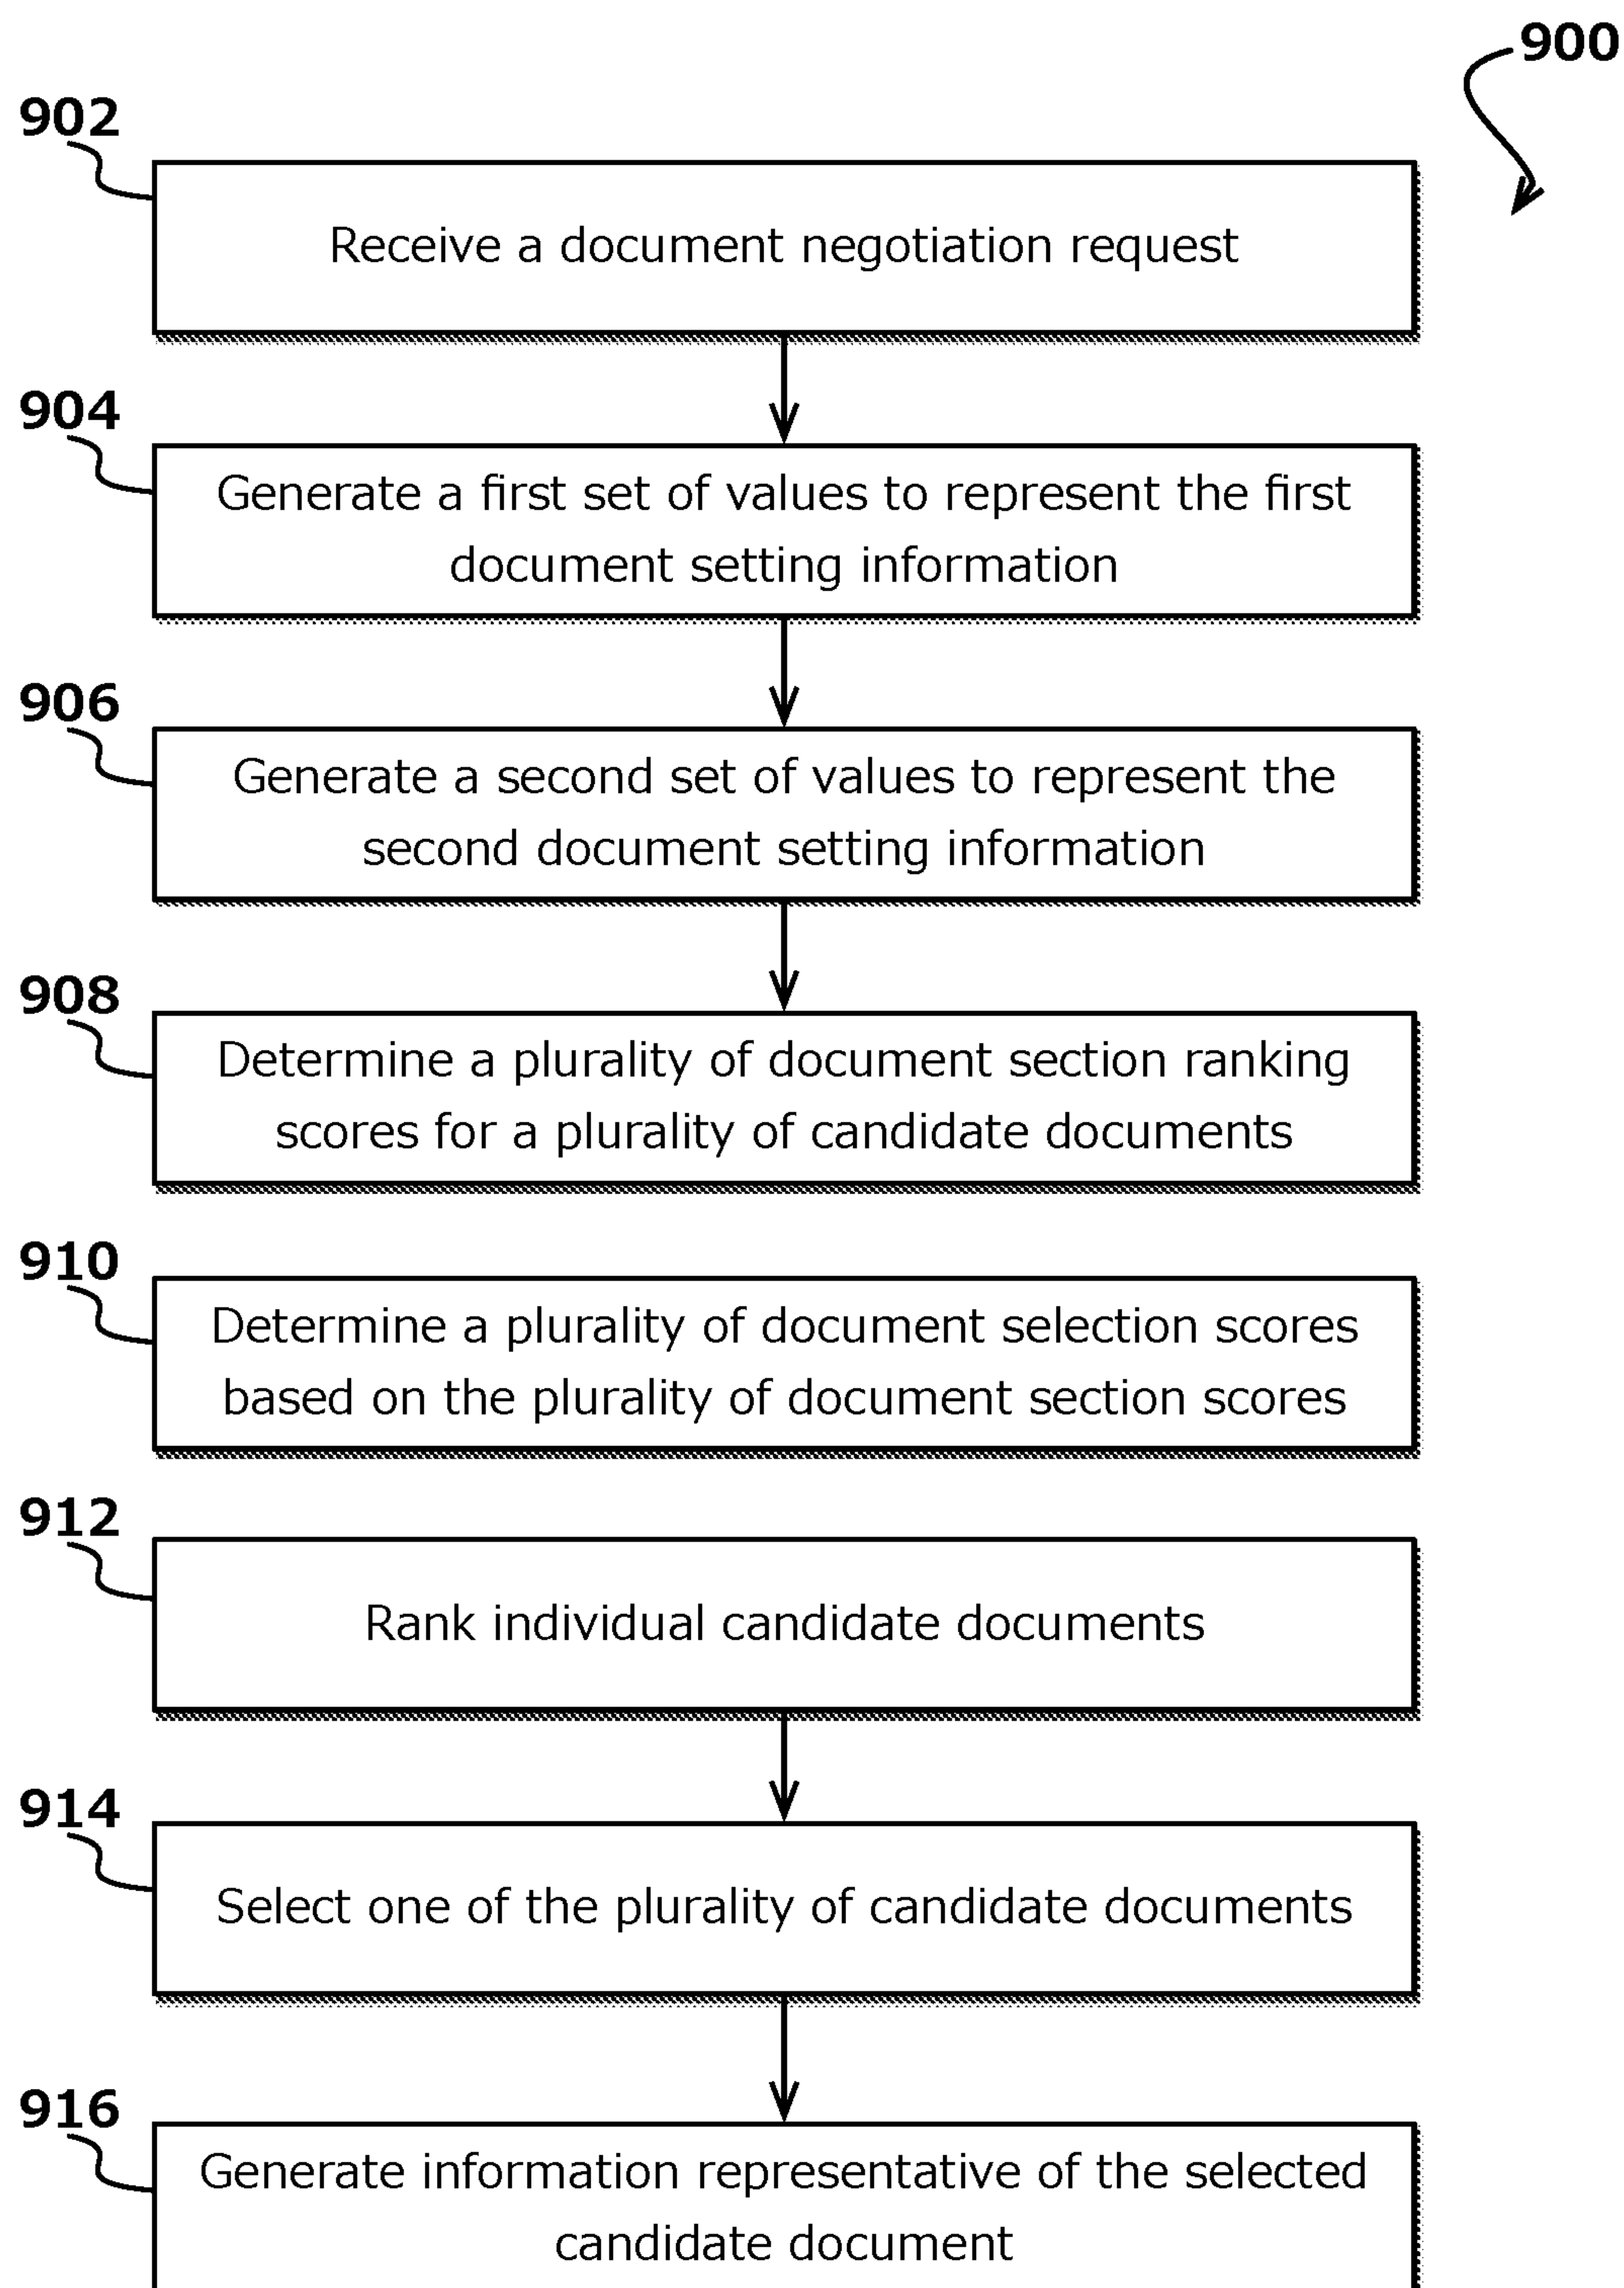 900
902
Receive a document negotiation request
904
Generate a first set of values to represent the first
document setting information
906
Generate a second set of values to represent the
second document setting information
908
Determine a plurality of document section ranking
scores for a plurality of candidate documents
910
Determine a plurality of document selection scores
based on the plurality of document section scores
912
Rank individual candidate documents
914
Select one of the plurality of candidate documents
916
Generate information representative of the selected
candidate document